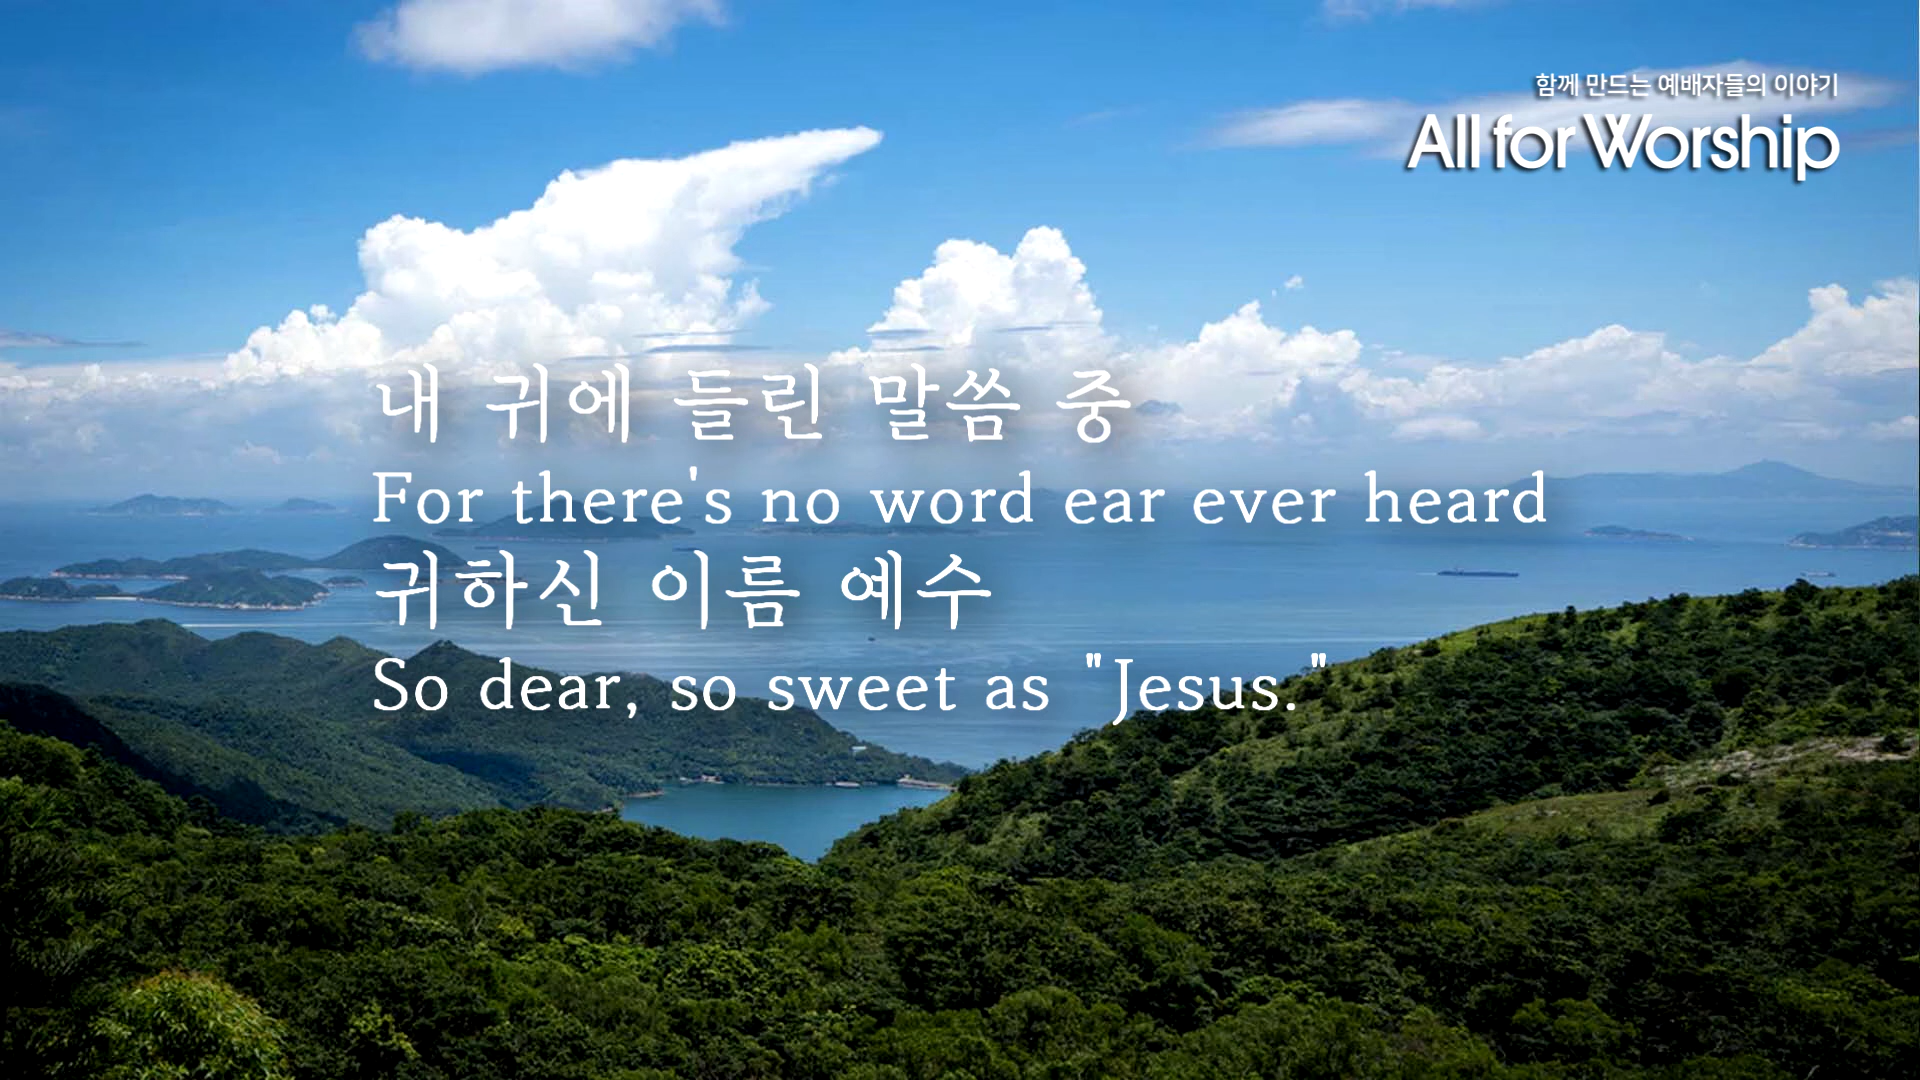 함께 만드는 예배자들의 이야기
All for Worship
내 귀에 들린 말씀 중
For there's no word ear ever heard
귀하신 이름 예수
So dear, so sweet as "Jesus."